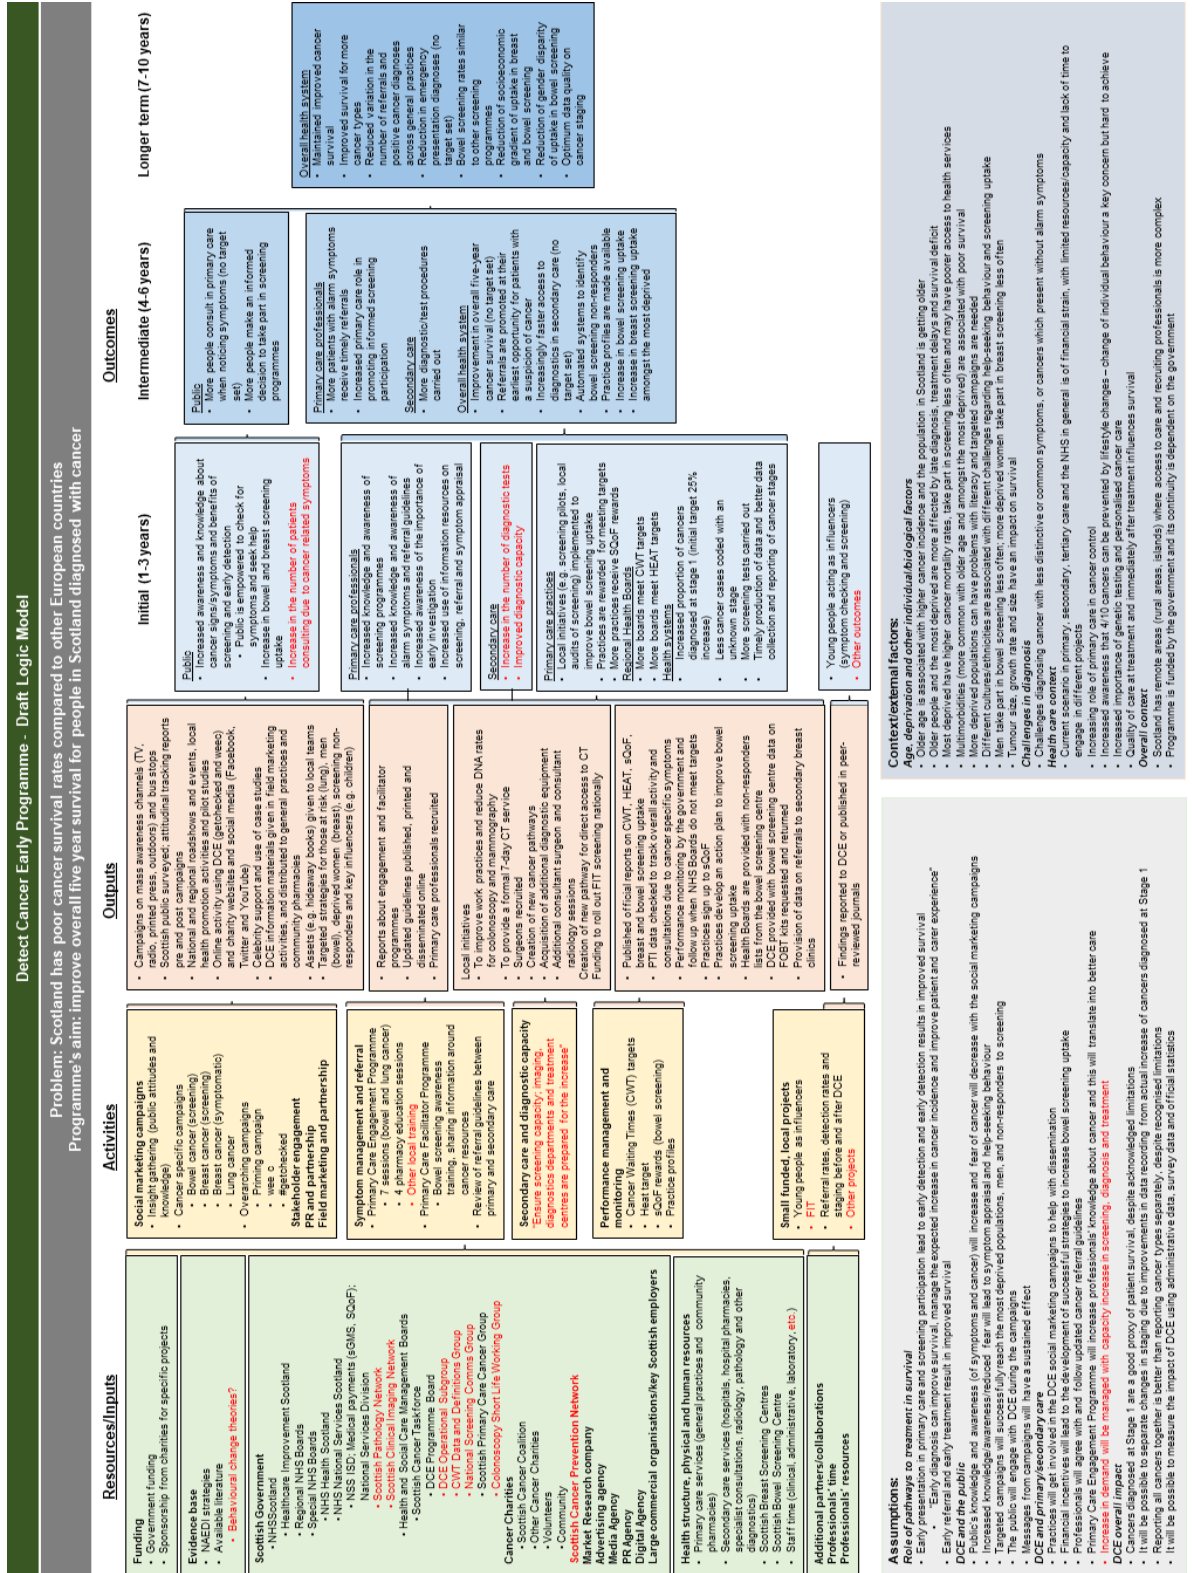 Detect Cancer Early Programme - Draft Logic Model
Problem: Scotland has poor cancer survival rates compared to other European countries
Programme's aim: improve overall five year survival for people in Scotland diagnosed with cancer
Resources/Inputs
Activities
Outputs
Outcomes
Initial (1-3 years)
Intermediate (4-6 years)
Longer term (7-10 years)
Funding
• Government funding
• Sponsorship from charities for specific projects
Evidence base
• NAEDI strategies
• Available literature
• Behavioural change theories?
Scottish Government
• NHSScotland
• Healthcare Improvement Scotland
• Regional NHS Boards
• Special NHS Boards
• NHS Health Scotland
• NHS National Services Scotland
• NSS ISD Medical payments (sGMS, SQoF);
National Services Division
• Scottish Pathology Network
• Scottish Clinical Imaging Network
• Health and Social Care Management Boards
• Scottish Cancer Taskforce
• DCE Programme Board
• DCE Operational Subgroup
• CWT Data and Definitions Group
• National Screening Comms Group
• Scottish Primary Care Cancer Group
• Colonoscopy Short Life Working Group
Cancer Charities
• Scottish Cancer Coalition
• Other Cancer Charities
• Volunteers
• Community
Scottish Cancer Prevention Network
Market Research company
Advertising agency
Media Agency
PR Agency
Digital Agency
Large commercial organisations/key Scottish employers
Health structure, physical and human resources
• Primary care services (general practices and community
pharmacies)
• Secondary care services (hospitals, hospital pharmacies,
specialist consultations, radiology, pathology and other
diagnostics)
• Scottish Breast Screening Centres
• Scottish Bowel Screening Centre
• Staff time (clinical, administrative, laboratory, etc.)
Additional partners/collaborations
Professionals' time
Professionals' resources
Social marketing campaigns
• Insight gathering (public attitudes and
knowledge)
• Cancer specific campaigns
• Bowel cancer (screening)
• Breast cancer (screening)
• Breast cancer (symptomatic)
• Lung cancer
• Overarching campaigns
• Priming campaign
• wee c
• #getchecked
Stakeholder engagement
PR and partnership
Field marketing and partnership
Symptom management and referral
• Primary Care Engagement Programme
• 7 sessions (bowel and lung cancer)
• 4 pharmacy education sessions
• Other local training
• Primary Care Facilitator Programme
• Bowel screening awareness
training, sharing information around
cancer resources
• Review of referral guidelines between
primary and secondary care
Secondary care and diagnostic capacity
"Ensure screening capacity; imaging,
diagnostics departments and treatment
centres are prepared for the increase"
Performance management and
monitoring
• Cancer Waiting Times (CWT) targets
• Heat target
• sQoF rewards (bowel screening)
• Practice profiles
Small funded, local projects
• Young people as influencers
• FIT
• Referral rates, detection rates and
staging before and after DCE
• Other projects
• Campaigns on mass awareness channels (TV,
radio, printed press, outdoors) and bus stops
• Scottish public surveyed: attitudinal tracking reports
pre and post campaigns
• National and regional roadshows and events, local
health promotion activities and pilot studies
• Online activity using DCE (getchecked and weec)
and charity websites and social media (Facebook,
Twitter and YouTube)
• Celebrity support and use of case studies
• DCE information materials given in field marketing
activities, and distributed to general practices and
community pharmacies
• Assets (e.g. hideaway books) given to local teams
• Targeted strategies for those at risk (lung), men
(bowel), deprived women (breast), screening non-
responders and key influencers (e.g. children)
• Reports about engagement and facilitator
programmes
• Updated guidelines published, printed and
disseminated online
• Primary care professionals recruited
Local initiatives
• To improve work practices and reduce DNA rates
for colonoscopy and mammography
• To provide a formal 7-day CT service
• Surgeon recruited
• Creation of new cancer pathways
• Acquisition of additional diagnostic equipment
• Additional consultant surgeon and consultant
radiology sessions
Creation of new pathway for direct access to CT
Funding to roll out FIT screening nationally
• Published official reports on CWT, HEAT, sQoF,
breast and bowel screening uptake
• PTI data checked to track overall activity and
consultations due to cancer specific symptoms
• Performance monitoring by the government and
follow up when NHS Boards do not meet targets
• Practices sign up to sQoF
• Practices develop an action plan to improve bowel
screening uptake
• Health Boards are provided with non-responders
lists from the bowel screening centre
• DCE provided with bowel screening centre data on
FOBT kits requested and returned
• Provision of data on referrals to secondary breast
clinics
• Findings reported to DCE or published in peer-
reviewed journals
Public
• Increased awareness and knowledge about
cancer signs/symptoms and benefits of
screening and early detection
• Public is empowered to check for
symptoms and seek help
• Increase in bowel and breast screening
uptake
• Increase in the number of patients
consulting due to cancer related symptoms
Primary care professionals
• Increased knowledge and awareness of
screening programmes
• Increased knowledge and awareness of
alarm symptoms and referral guidelines
• Increased awareness of the importance of
early investigation
• Increased use of information resources on
screening, referral and symptom appraisal
Secondary care
• Increase in the number of diagnostic tests
• Improved diagnostic capacity
Primary care practices
• Local initiatives (e.g. screening pilots, local
audits of screening) implemented to
improve bowel screening uptake
• Practices rewarded for meeting targets
• More practices receive SQoF rewards
Regional Health Boards
• More boards meet CWT targets
• More boards meet HEAT targets
Health systems
• Increased proportion of cancers
diagnosed at stage 1 (initial target 25%
increase)
• Less cancer cases coded with an
unknown stage
• More screening tests carried out
• Timely production of data and better data
collection and reporting of cancer stages
• Young people acting as influencers
(symptom checking and screening)
• Other outcomes
Public
• More people consult in primary care
when noticing symptoms (no target
set)
• More people make an informed
decision to take part in screening
programmes
Primary care professionals
• More patients with alarm symptoms
receive timely referrals
• Increased primary care role in
promoting informed screening
participation
Secondary care
• More diagnostic/test procedures
carried out
Overall health system
• Improvement in overall five-year
cancer survival (no target set)
• Referrals are promoted at their
earliest opportunity for patients with
a suspicion of cancer
• Increasingly faster access to
diagnostics in secondary care (no
target set)
• Automated systems to identify
bowel screening non-responders
• Practice profiles are made available
• Increase in bowel screening uptake
• Increase in breast screening uptake
amongst the most deprived
Overall health system
• Maintained improved cancer
survival
• Improved survival for more
cancer types
• Reduced variation in the
number of referrals and
positive cancer diagnoses
across general practices
• Reduction in emergency
presentation diagnoses (no
target set)
• Bowel screening rates similar
to other screening
programmes
• Reduction of socioeconomic
gradient of uptake in breast
and bowel screening
• Reduction of gender disparity
of uptake in bowel screening
• Optimum data quality on
cancer staging
Assumptions:
Role of pathways to treatment in survival
• Early presentation in primary care and screening participation lead to early detection and early detection results in improved survival
• "Early diagnosis can improve survival, manage the expected increase in cancer incidence and improve patient and carer experience"
• Early referral and early treatment result in improved survival
DCE and the public
• Public's knowledge and awareness (of symptoms and cancer) will increase and fear of cancer will decrease with the social marketing campaigns
• Increased knowledge/awareness/reduced fear will lead to symptom appraisal and help-seeking behaviour
• Targeted campaigns will successfully reach the most deprived populations, men, and non-responders to screening
• The public will engage with DCE during the campaigns
• Messages from campaigns will have a sustained effect
DCE and primary/secondary care
• Practices will get involved in the DCE social marketing campaigns to help with dissemination
• Financial incentives will lead to the development of successful strategies to increase bowel screening uptake
• Professionals will agree with and follow updated cancer referral guidelines
• Primary Care Engagement Programme will increase professionals' knowledge about cancer and this will translate into better care
• Increase in demand will be managed with capacity increase in screening, diagnosis and treatment
DCE overall impact
• Cancers diagnosed at Stage 1 are a good proxy of patient survival, despite acknowledged limitations
• It will be possible to separate changes in staging due to improvements in data recording from actual increase of cancers diagnosed at Stage 1
• Reporting all cancers together is better than reporting cancer types separately, despite recognised limitations
• It will be possible to measure the impact of DCE using administrative data, survey data and official statistics
Context/external factors:
Age, deprivation and other individual/biological factors
• Older age is associated with higher cancer incidence and the population in Scotland is getting older
• Older people and the most deprived are more affected by late diagnosis, treatment delays and survival deficit
• Most deprived have higher cancer mortality rates, take part in screening less often and may have poorer access to health services
• Multimorbidities (more common with older age and amongst the most deprived) are associated with poor survival
• More deprived populations can have problems with literacy and targeted campaigns are needed
• Different cultures/ethnicities are associated with different challenges regarding help-seeking behaviour and screening uptake
• Men take part in bowel screening less often; more deprived women take part in breast screening less often
• Tumour size, growth rate and size have an impact on survival
Challenges in diagnosis
• Challenges diagnosing cancer with less distinctive or common symptoms, or cancers which present without alarm symptoms
Health care context
• Current scenario in primary, secondary, tertiary care and the NHS in general is of financial strain, with limited resources/capacity and lack of time to
engage in different projects
• Increasing role of primary care in cancer control
• Increased awareness that 4/10 cancers can be prevented by lifestyle changes – change of individual behaviour a key concern but hard to achieve
• Increased importance of genetic testing and personalised cancer care
• Quality of care at treatment and immediately after treatment influences survival
Overall context
• Scotland has remote areas (rural areas, islands) where access to care and recruiting professionals is more complex
• Programme is funded by the government and its continuity is dependent on the government